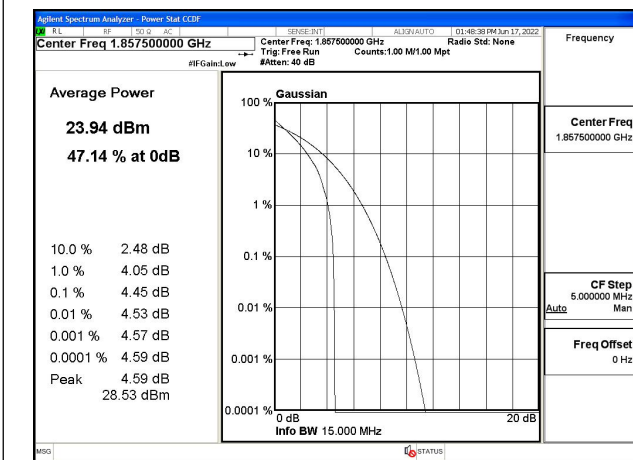 Agilent Spectrum Analyzer - Power Stat CCDF
RL RF 50 Ω AC SENSE:INT ALIGNAUTO 01:48:38 PM Jun 17, 2022
Center Freq 1.857500000 GHz
Center Freq: 1.857500000 GHz Radio Std: None
Trig: Free Run Counts:1.00 M/1.00 Mpt
#IFGain:Low #Atten: 40 dB
Frequency
Average Power
23.94 dBm
47.14 % at 0dB
10.0 % 2.48 dB
1.0 % 4.05 dB
0.1 % 4.45 dB
0.01 % 4.53 dB
0.001 % 4.57 dB
0.0001 % 4.59 dB
Peak 4.59 dB
28.53 dBm
Gaussian
100 %
10 %
1 %
0.1 %
0.01 %
0.001 %
0.0001 %
0 dB 20 dB
Info BW 15.000 MHz
Center Freq
1.857500000 GHz
CF Step
5.000000 MHz
Auto Man
Freq Offset
0 Hz
MSG STATUS